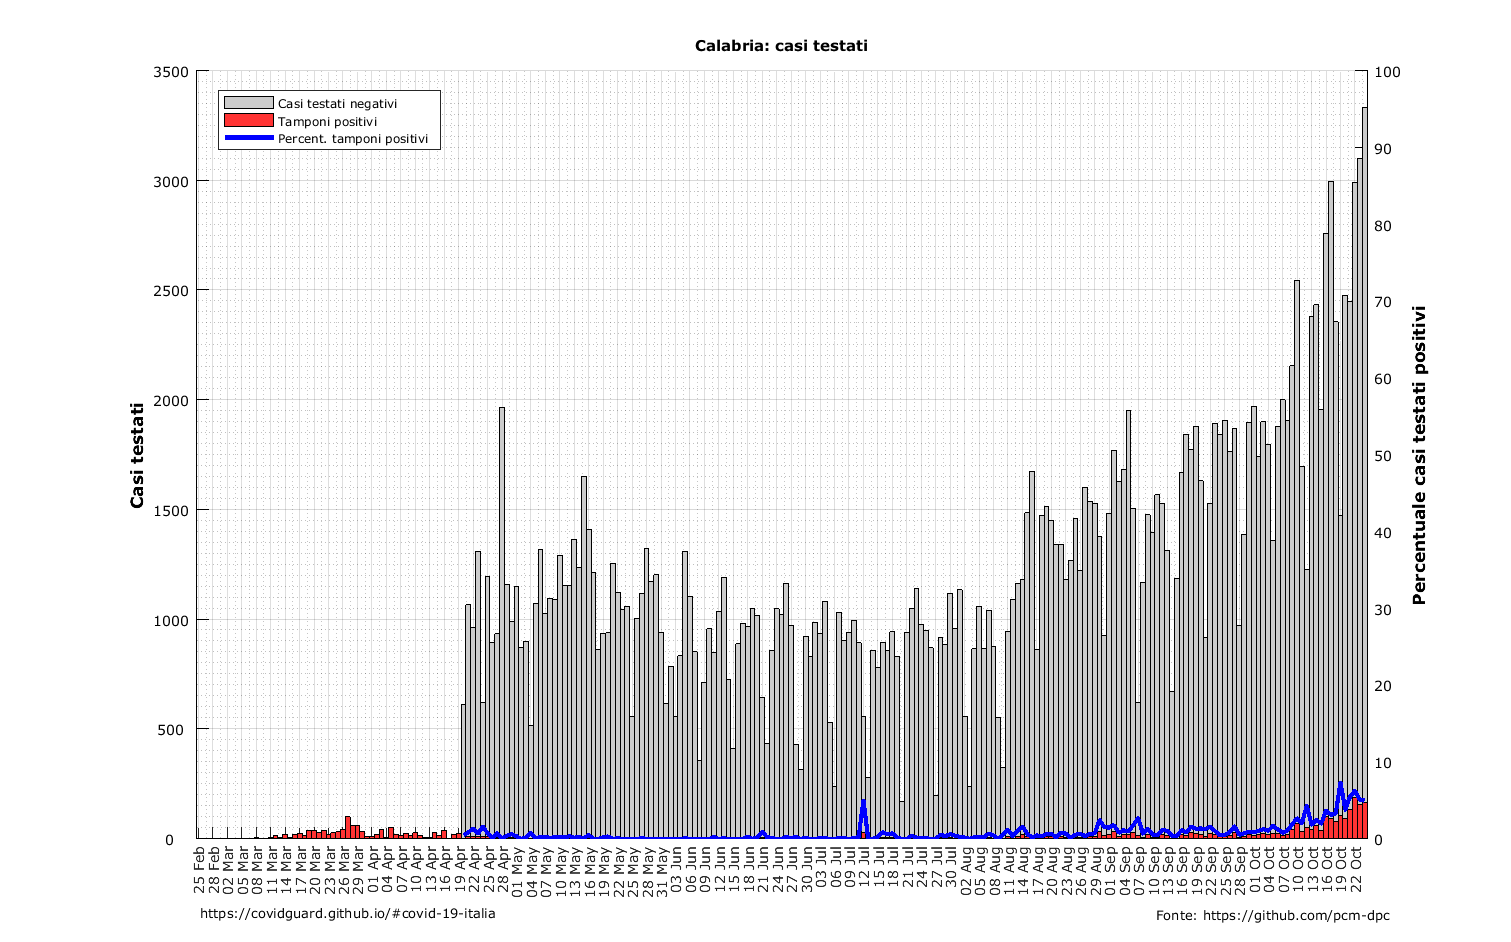 Calabria: casi testati
3500
3000
2500
2000
1500
1000
500
0
Casi testati
Casi testati negativi
Tamponi positivi
Percent. tamponi positivi
100
90
80
70
60
50
40
30
20
10
0
Percentuale casi testati positivi
25 Feb
28 Feb
02 Mar
05 Mar
08 Mar
11 Mar
14 Mar
17 Mar
20 Mar
23 Mar
26 Mar
29 Mar
01 Apr
04 Apr
07 Apr
10 Apr
13 Apr
16 Apr
19 Apr
22 Apr
25 Apr
28 Apr
01 May
04 May
07 May
10 May
13 May
16 May
19 May
22 May
25 May
28 May
31 May
03 Jun
06 Jun
09 Jun
12 Jun
15 Jun
18 Jun
21 Jun
24 Jun
27 Jun
30 Jun
03 Jul
06 Jul
09 Jul
12 Jul
15 Jul
18 Jul
21 Jul
24 Jul
27 Jul
30 Jul
02 Aug
05 Aug
08 Aug
11 Aug
14 Aug
17 Aug
20 Aug
23 Aug
26 Aug
29 Aug
01 Sep
04 Sep
07 Sep
10 Sep
13 Sep
16 Sep
19 Sep
22 Sep
25 Sep
28 Sep
01 Oct
04 Oct
07 Oct
10 Oct
13 Oct
16 Oct
19 Oct
22 Oct
https://covidguard.github.io/#covid-19-italia
Fonte: https://github.com/pcm-dpc